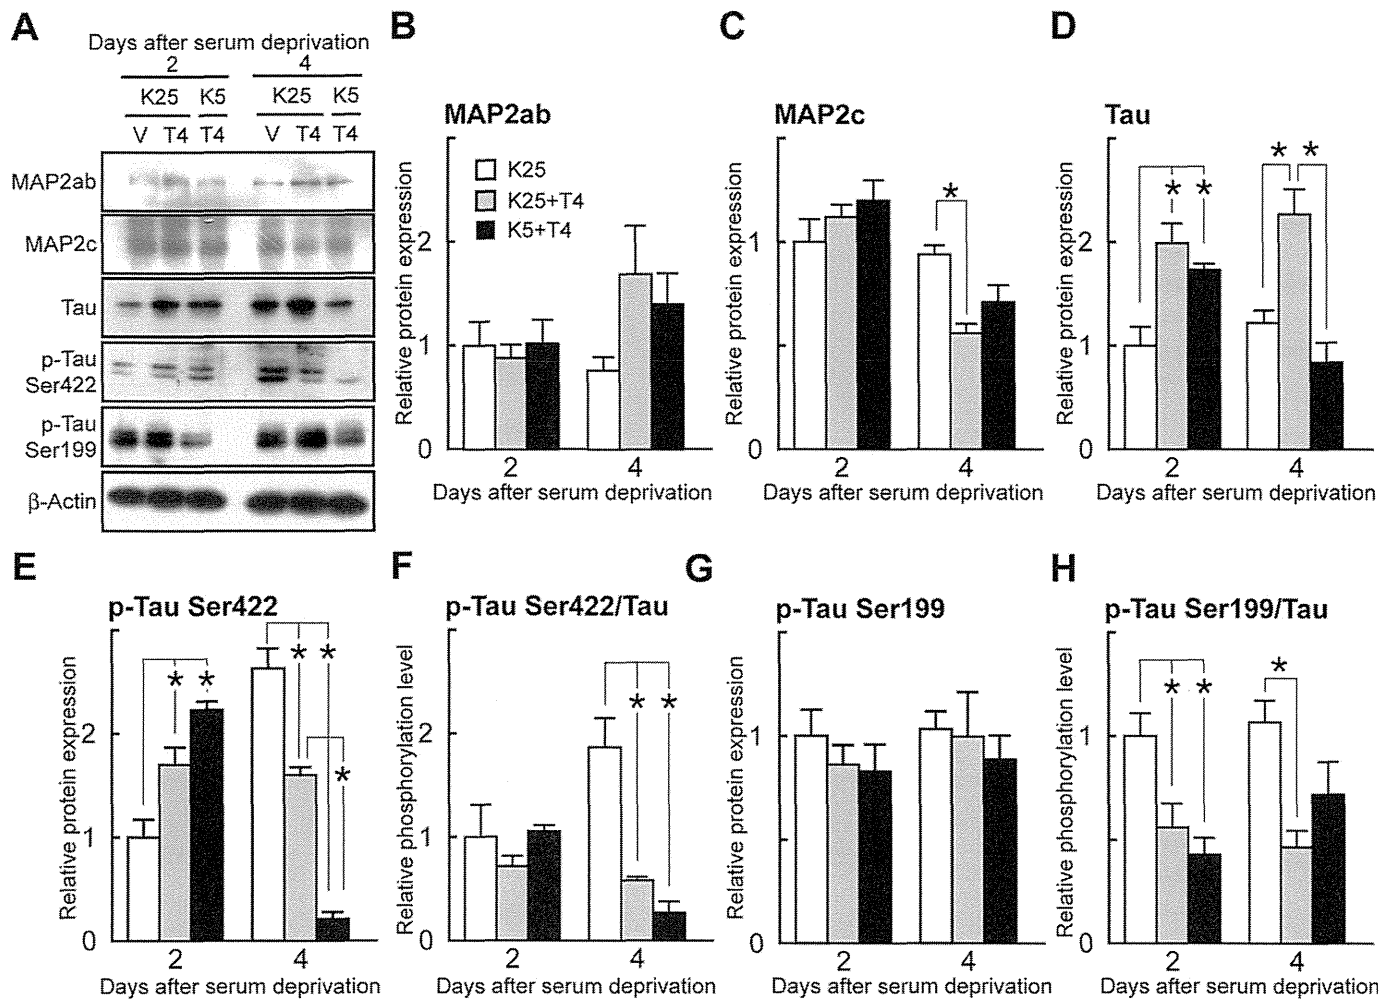 A
Days after serum deprivation
2 4
K25 K5 K25 K5
V T4 T4 V T4 T4
MAP2ab
MAP2c
Tau
p-Tau
Ser422
p-Tau
Ser199
β-Actin
B
MAP2ab
Relative protein expression
2
1
0
K25
K25+T4
K5+T4
2 4
Days after serum deprivation
C
MAP2c
Relative protein expression
1
0
*
2 4
Days after serum deprivation
D
Tau
Relative protein expression
2
1
0
* * * *
2 4
Days after serum deprivation
E
p-Tau Ser422
Relative protein expression
2
1
0
* * * * *
2 4
Days after serum deprivation
F
p-Tau Ser422/Tau
Relative phosphorylation level
2
1
0
* *
2 4
Days after serum deprivation
G
p-Tau Ser199
Relative protein expression
1
0
2 4
Days after serum deprivation
H
p-Tau Ser199/Tau
Relative phosphorylation level
1
0
* * *
2 4
Days after serum deprivation